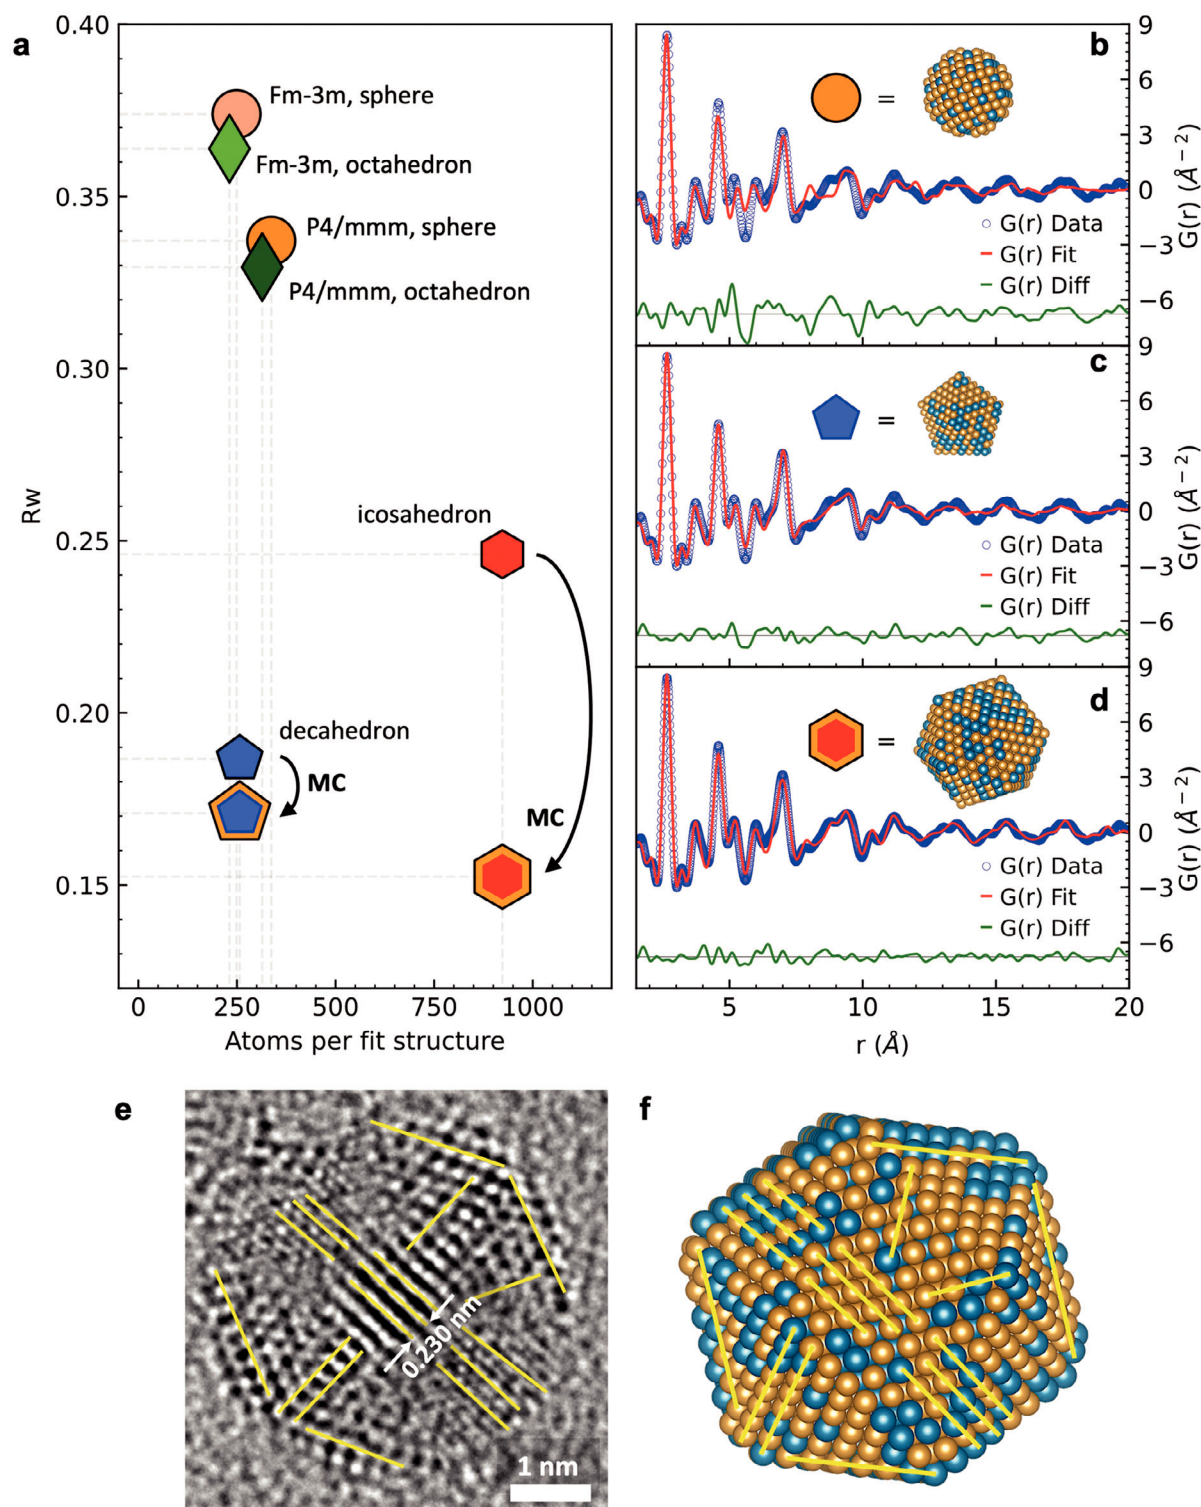 a
0.40
0.35
0.30
0.25
0.20
0.15
Rw
Fm-3m, sphere
Fm-3m, octahedron
P4/mmm, sphere
P4/mmm, octahedron
icosahedron
decahedron
MC
MC
0 250 500 750 1000
Atoms per fit structure
b
=
G(r) Data
G(r) Fit
G(r) Diff
9
6
3
0
−3
−6
G(r) (Å⁻²)
c
=
G(r) Data
G(r) Fit
G(r) Diff
9
6
3
0
−3
−6
G(r) (Å⁻²)
d
=
G(r) Data
G(r) Fit
G(r) Diff
9
6
3
0
−3
−6
G(r) (Å⁻²)
5 10 15 20
r (Å)
e
0.230 nm
1 nm
f